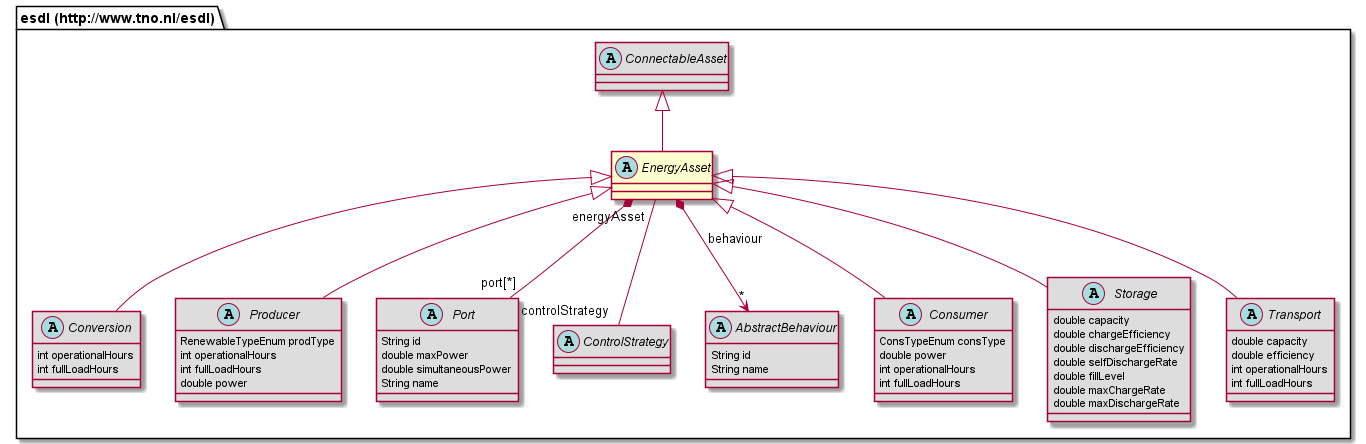 esdl (http://www.tno.nl/esdl)
A ConnectableAsset
A EnergyAsset
energyAsset
behaviour
port[*]
*
controlStrategy
A Conversion
int operationalHours
int fullLoadHours
A Producer
RenewableTypeEnum prodType
int operationalHours
int fullLoadHours
double power
A Port
String id
double maxPower
double simultaneousPower
String name
A ControlStrategy
A AbstractBehaviour
String id
String name
A Consumer
ConsTypeEnum consType
double power
int operationalHours
int fullLoadHours
A Storage
double capacity
double chargeEfficiency
double dischargeEfficiency
double selfDischargeRate
double fillLevel
double maxChargeRate
double maxDischargeRate
A Transport
double capacity
double efficiency
int operationalHours
int fullLoadHours